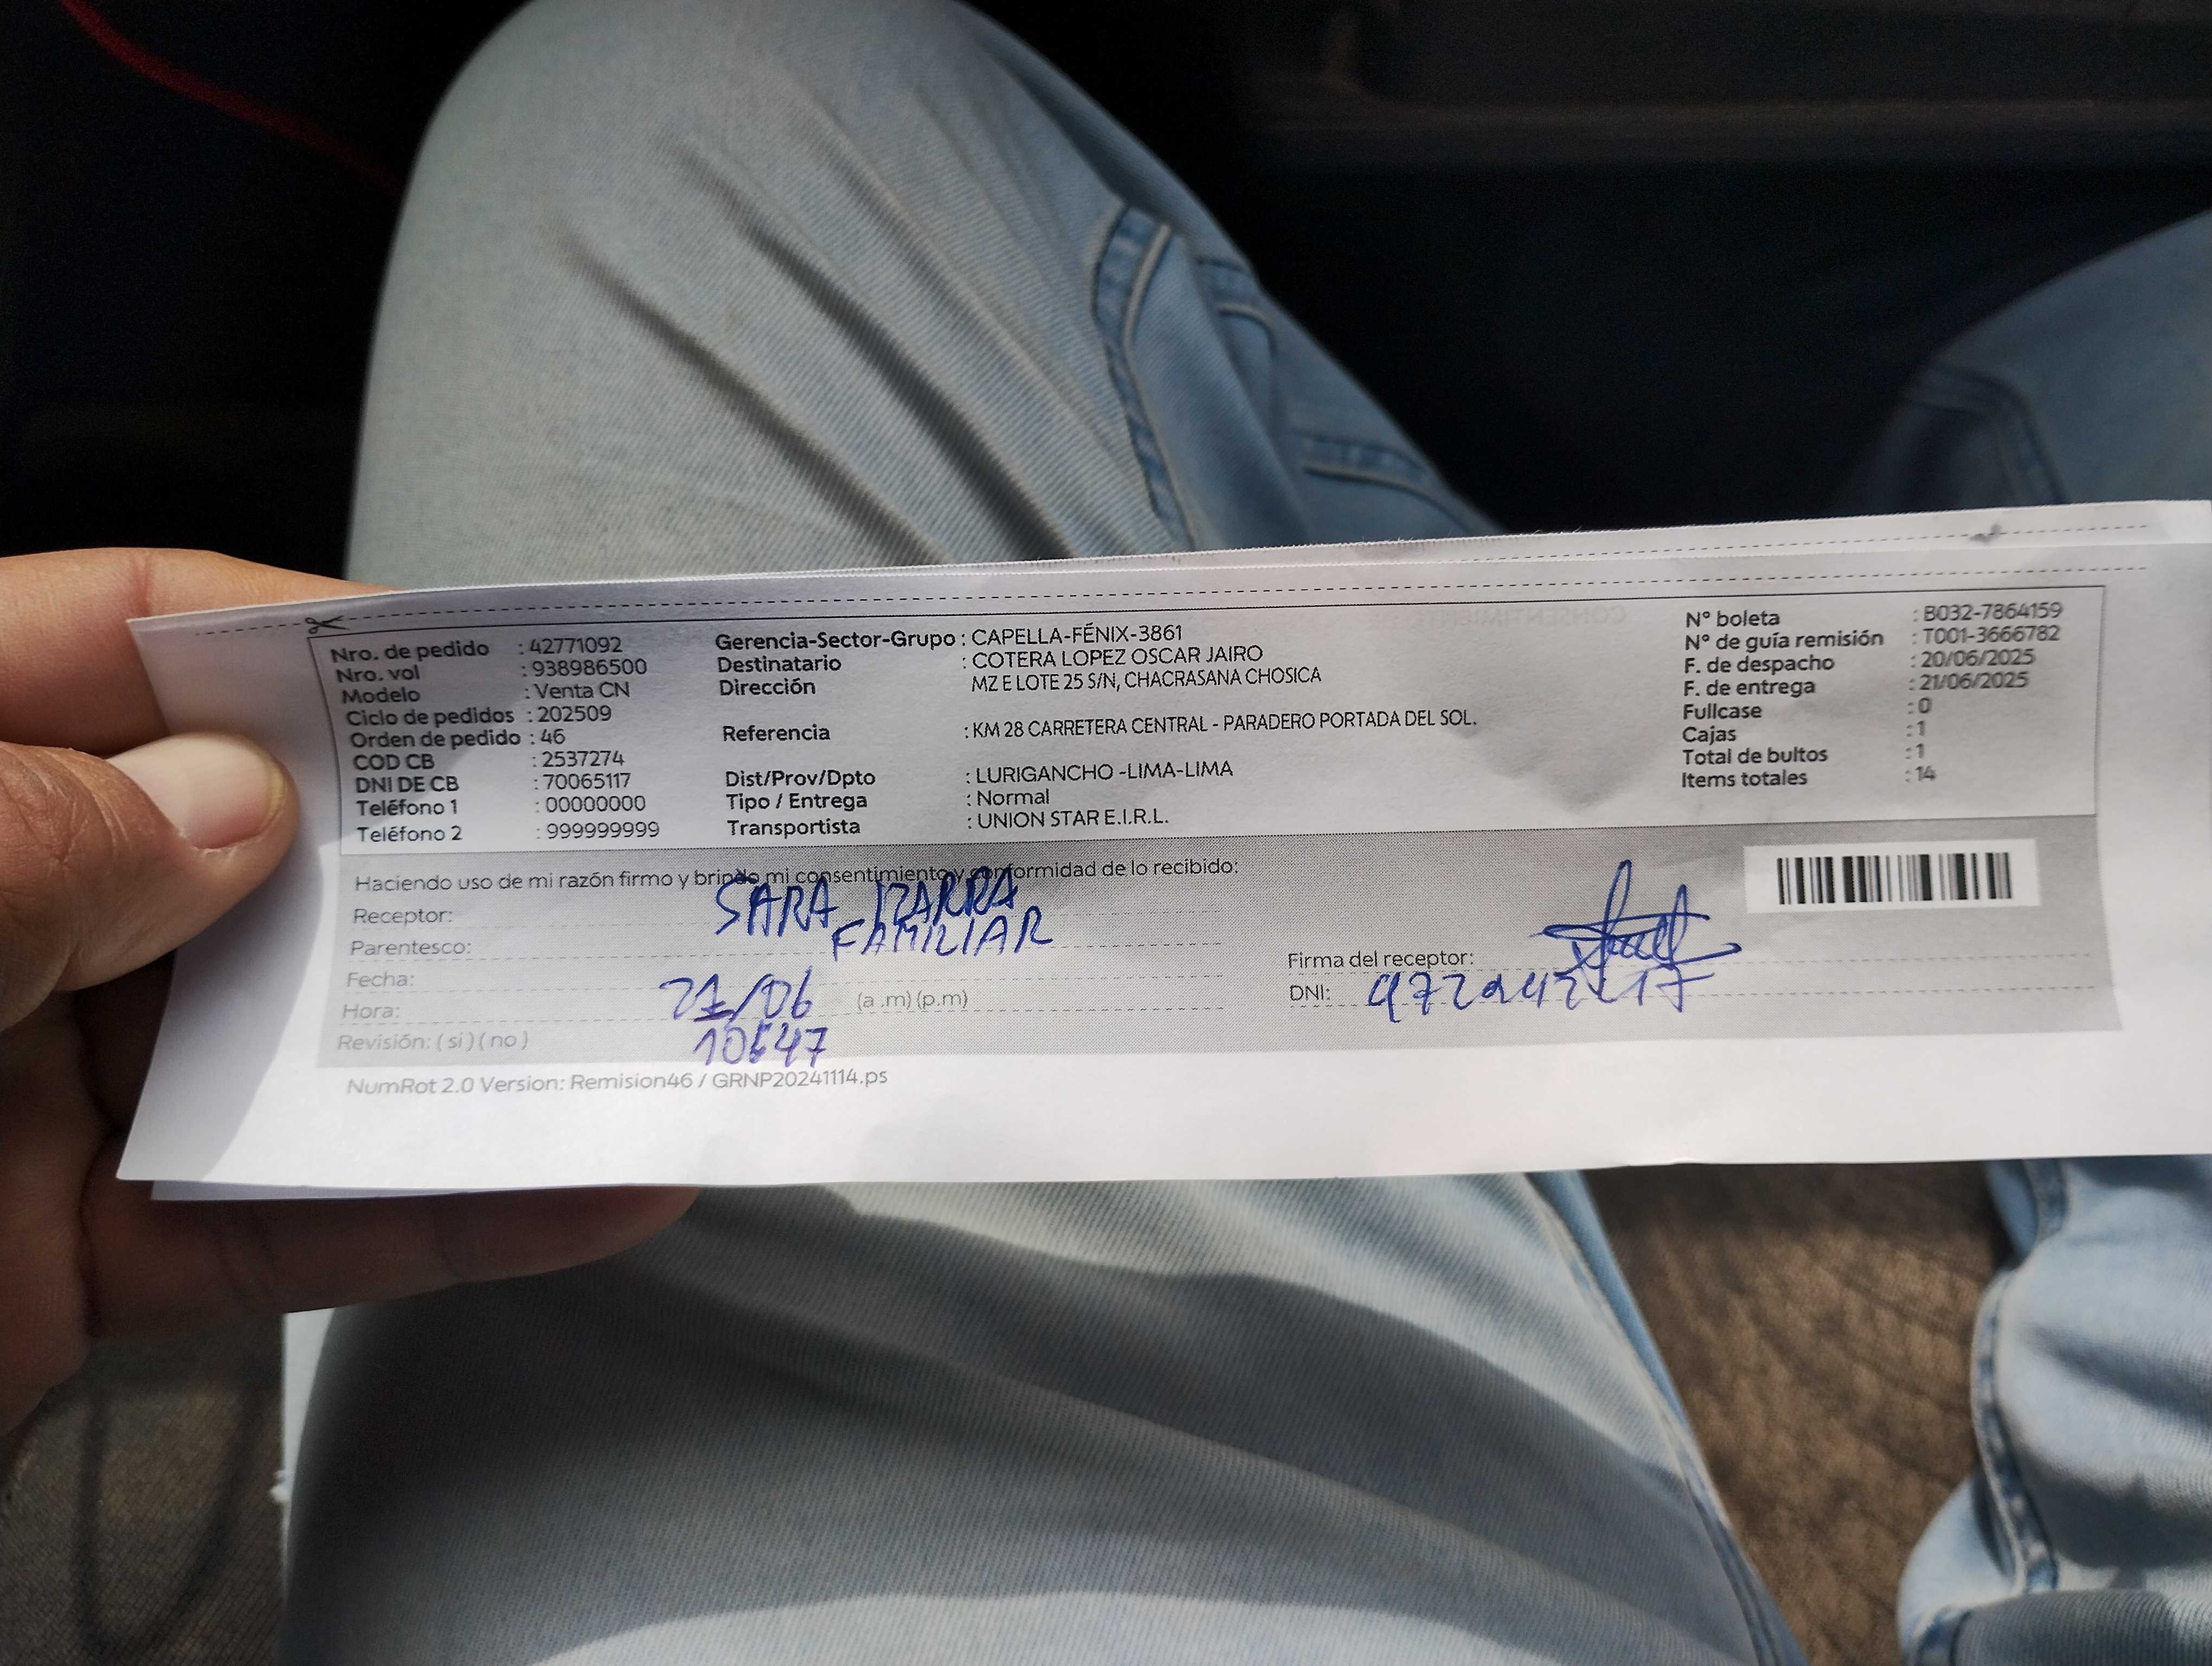 Nro. de pedido : 42771092
Nro. vol : 938986500
Modelo : Venta CN
Ciclo de pedidos : 202509
Orden de pedido : 46
COD CB : 2537274
DNI DE CB : 70065117
Teléfono 1 : 00000000
Teléfono 2 : 999999999
Gerencia-Sector-Grupo : CAPELLA-FÉNIX-3861
Destinatario : COTERA LOPEZ OSCAR JAIRO
Dirección MZ E LOTE 25 S/N, CHACRASANA CHOSICA
Referencia : KM 28 CARRETERA CENTRAL - PARADERO PORTADA DEL SOL.
Dist/Prov/Dpto : LURIGANCHO -LIMA-LIMA
Tipo / Entrega : Normal
Transportista : UNION STAR E.I.R.L.
N° boleta : B032-7864159
N° de guía remisión : T001-3666782
F. de despacho : 20/06/2025
F. de entrega : 21/06/2025
Fullcase : 0
Cajas : 1
Total de bultos : 1
Items totales : 14
Haciendo uso de mi razón firmo y brindo mi consentimiento y conformidad de lo recibido:
Receptor: SARA IZARRA
Parentesco: FAMILIAR
Fecha: 21/06
Hora: (a .m) (p.m)
Revisión: ( si ) ( no )
Firma del receptor:
DNI:
NumRot 2.0 Version: Remision46 / GRNP20241114.ps